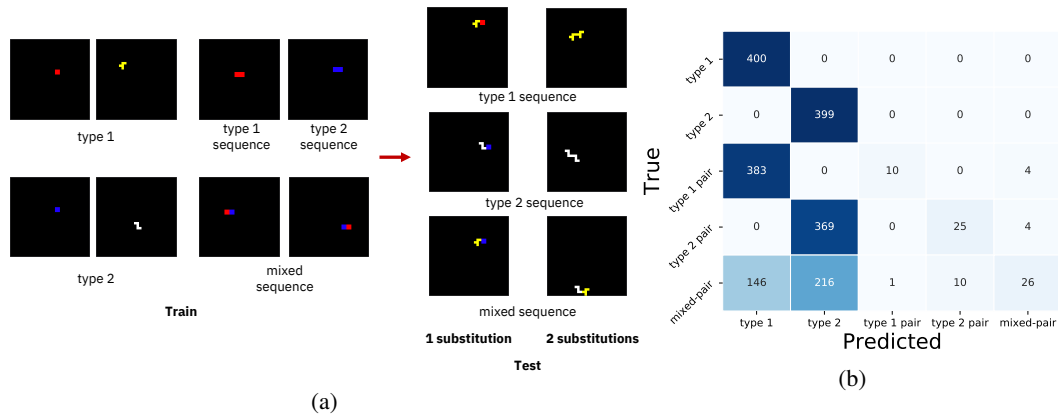 type 1
type 1
sequence
type 2
sequence
type 2
mixed
sequence
Train
type 1 sequence
type 2 sequence
mixed sequence
1 substitution
2 substitutions
Test
(a)
True
type 1
400
0
0
0
0
type 2
0
399
0
0
0
type 1 pair
383
0
10
0
4
type 2 pair
0
369
0
25
4
mixed-pair
146
216
1
10
26
type 1
type 2
type 1 pair
type 2 pair
mixed-pair
Predicted
(b)